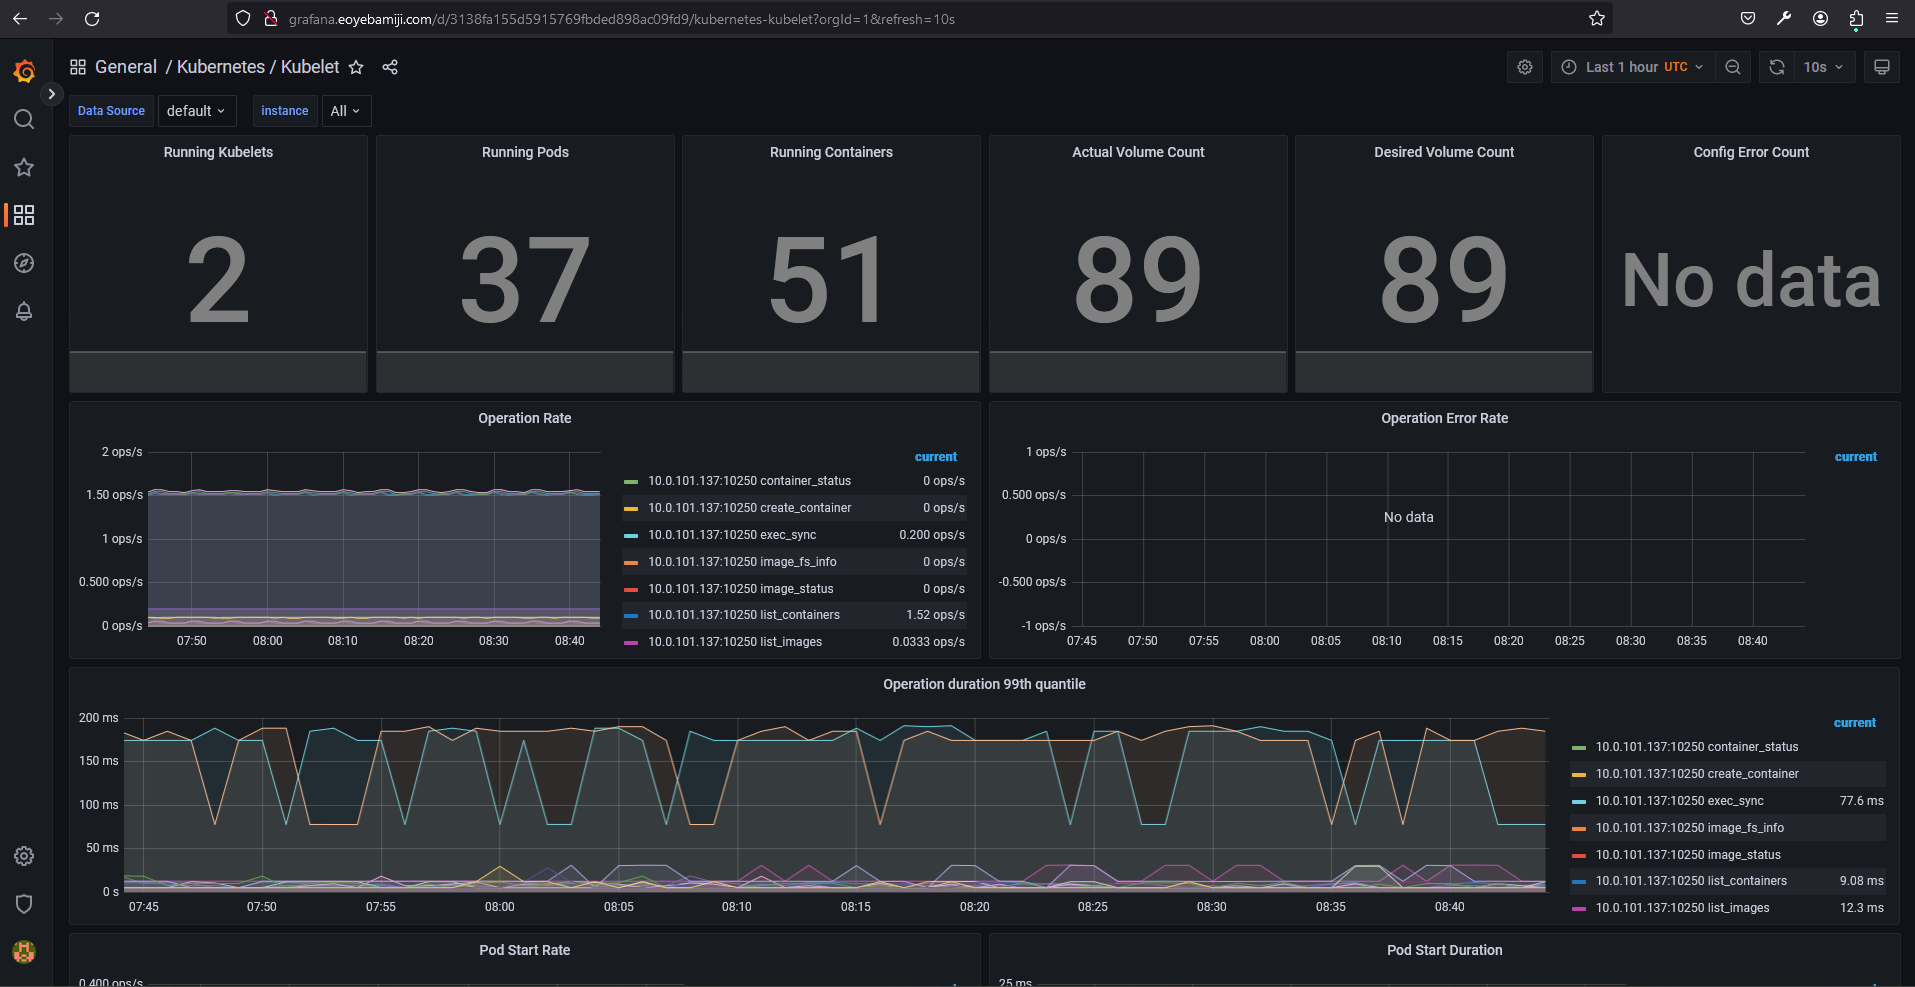 grafana.eoyebamiji.com/d/3138fa155d5915769fbded898ac09fd9/kubernetes-kubelet?orgId=1&refresh=10s
General / Kubernetes / Kubelet
Last 1 hour UTC
10s
Data Source default instance All
Running Kubelets
2
Running Pods
37
Running Containers
51
Actual Volume Count
89
Desired Volume Count
89
Config Error Count
No data
Operation Rate
2 ops/s
1.50 ops/s
1 ops/s
0.500 ops/s
0 ops/s
07:50 08:00 08:10 08:20 08:30 08:40
current
10.0.101.137:10250 container_status 0 ops/s
10.0.101.137:10250 create_container 0 ops/s
10.0.101.137:10250 exec_sync 0.200 ops/s
10.0.101.137:10250 image_fs_info 0 ops/s
10.0.101.137:10250 image_status 0 ops/s
10.0.101.137:10250 list_containers 1.52 ops/s
10.0.101.137:10250 list_images 0.0333 ops/s
Operation Error Rate
1 ops/s
0.500 ops/s
0 ops/s
-0.500 ops/s
-1 ops/s
No data
07:45 07:50 07:55 08:00 08:05 08:10 08:15 08:20 08:25 08:30 08:35 08:40
current
Operation duration 99th quantile
200 ms
150 ms
100 ms
50 ms
0 s
07:45 07:50 07:55 08:00 08:05 08:10 08:15 08:20 08:25 08:30 08:35 08:40
current
10.0.101.137:10250 container_status
10.0.101.137:10250 create_container
10.0.101.137:10250 exec_sync 77.6 ms
10.0.101.137:10250 image_fs_info
10.0.101.137:10250 image_status
10.0.101.137:10250 list_containers 9.08 ms
10.0.101.137:10250 list_images 12.3 ms
Pod Start Rate
0.400 ops/s
Pod Start Duration
25 ms